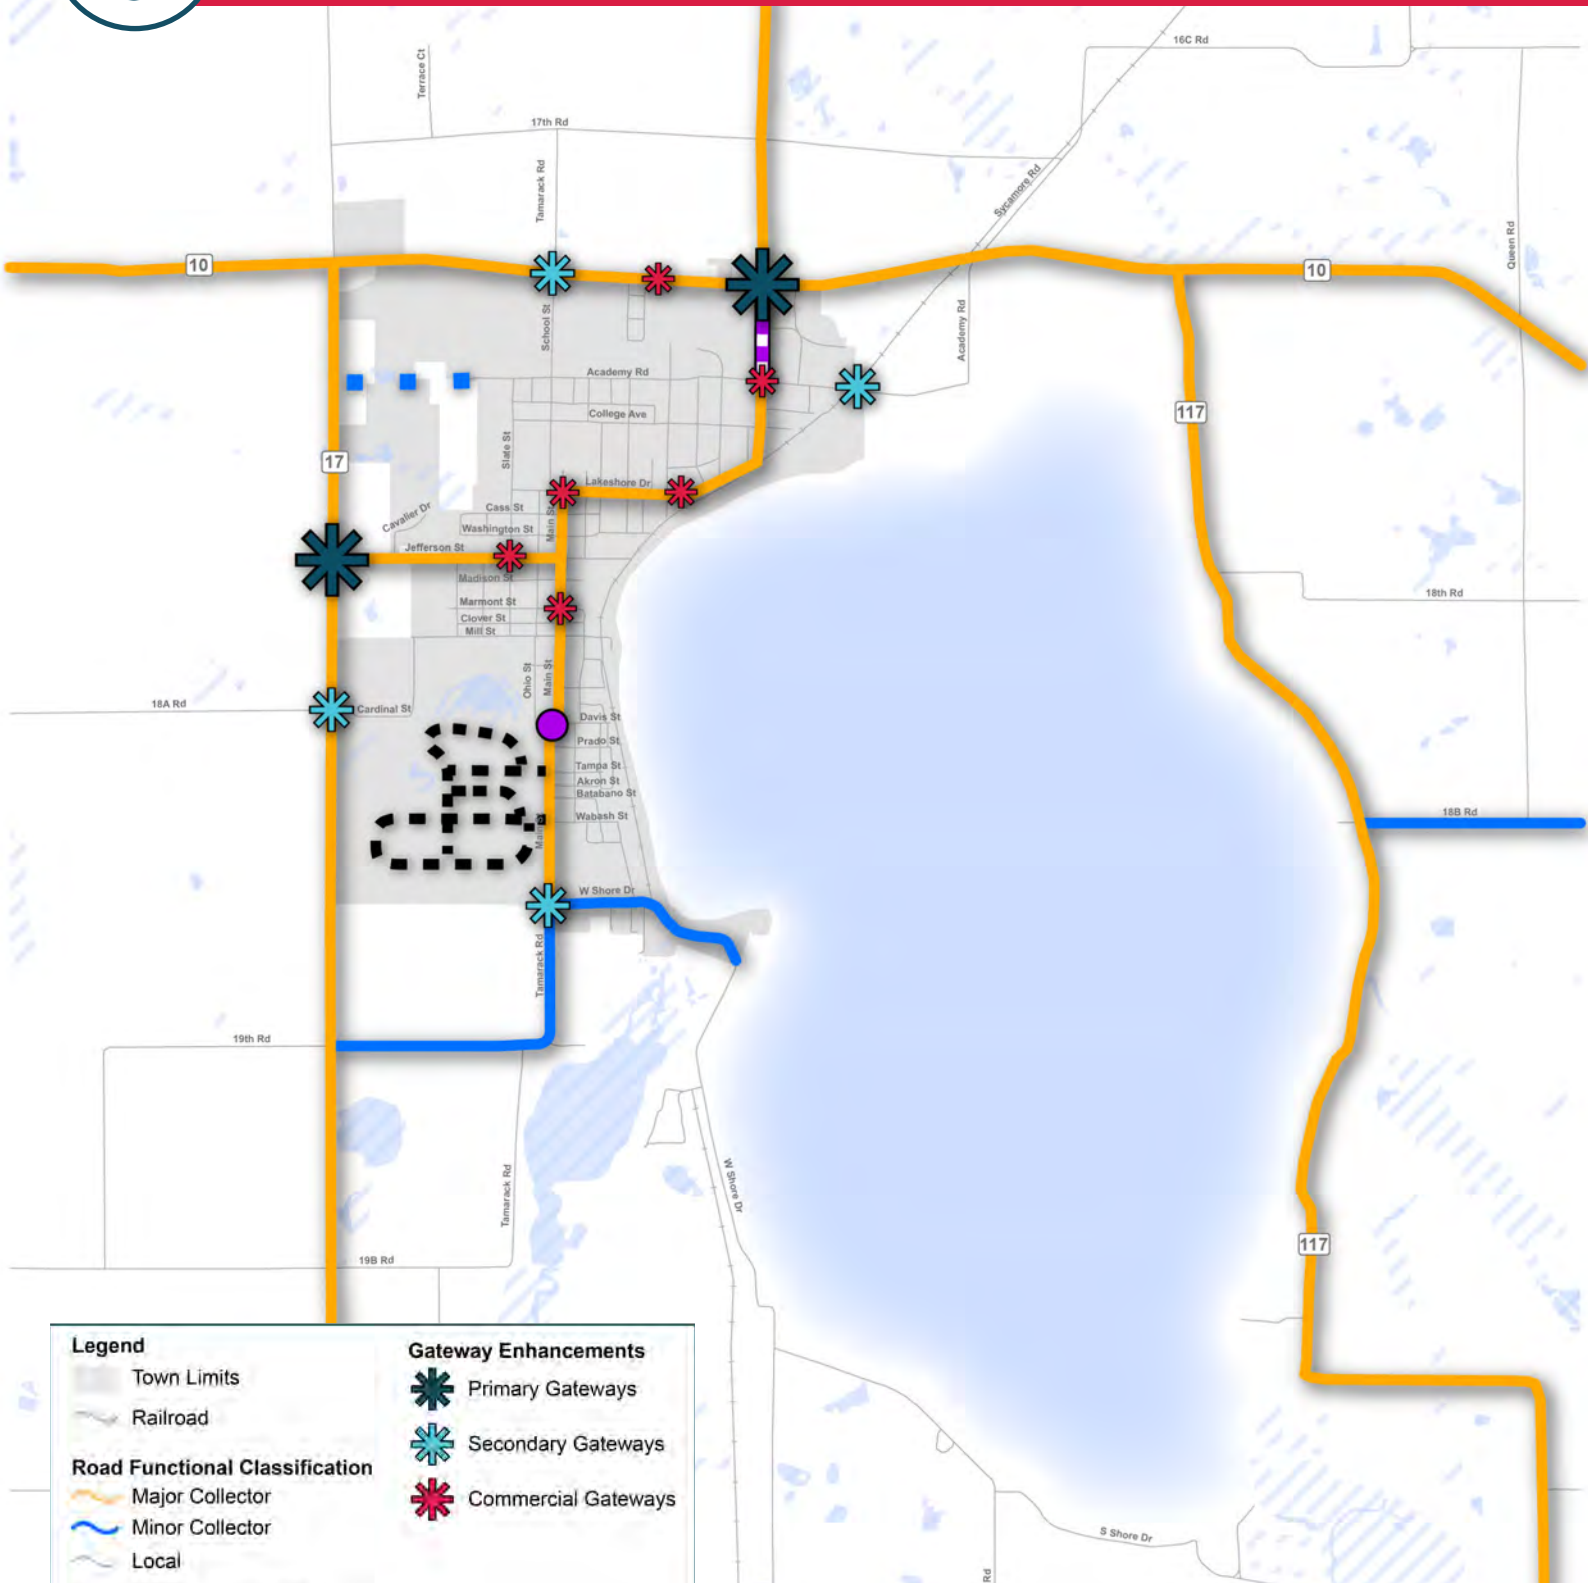 16C Rd
Terrace Ct
17th Rd
Tamarack Rd
Sycamore Rd
Queen Rd
10
10
School St
Academy Rd
Academy Rd
117
College Ave
Slate St
17
Lakeshore Dr
Cass St
Main St
Cavalier Dr
Washington St
Jefferson St
Madison St
18th Rd
Marmont St
Clover St
Mill St
Ohio St
Main St
18A Rd
Cardinal St
Davis St
Prado St
Tampa St
Akron St
Batabano St
18B Rd
Wabash St
Main St
W Shore Dr
Tamarack Rd
19th Rd
Tamarack Rd
W Shore Dr
117
19B Rd
Legend
Town Limits
Railroad
Road Functional Classification
Major Collector
Minor Collector
Local
Gateway Enhancements
Primary Gateways
Secondary Gateways
Commercial Gateways
S Shore Dr
Rd